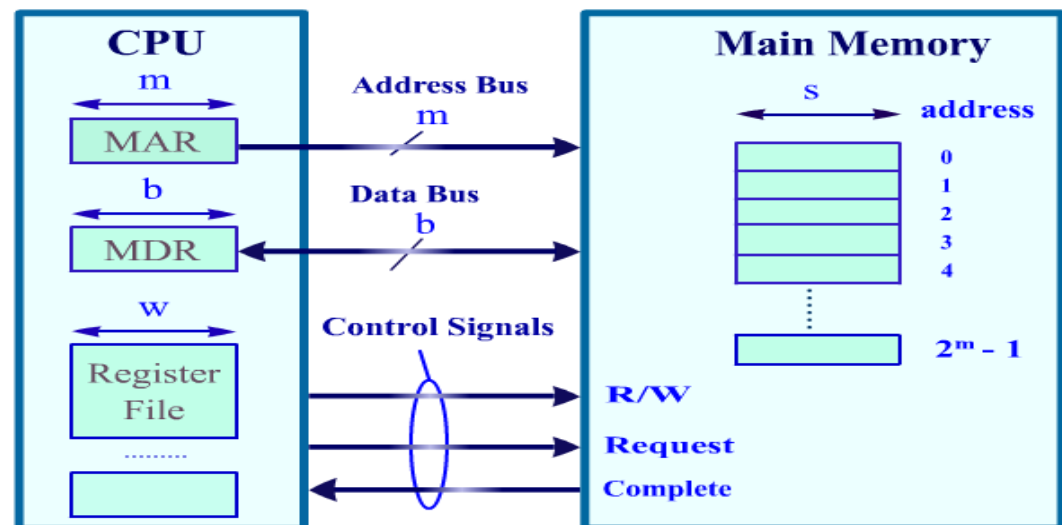 CPU
m
MAR
b
MDR
w
Register
File
Address Bus
m
Data Bus
b
Control Signals
R/W
Request
Complete
Main Memory
s
address
0
1
2
3
4
2ᵐ - 1